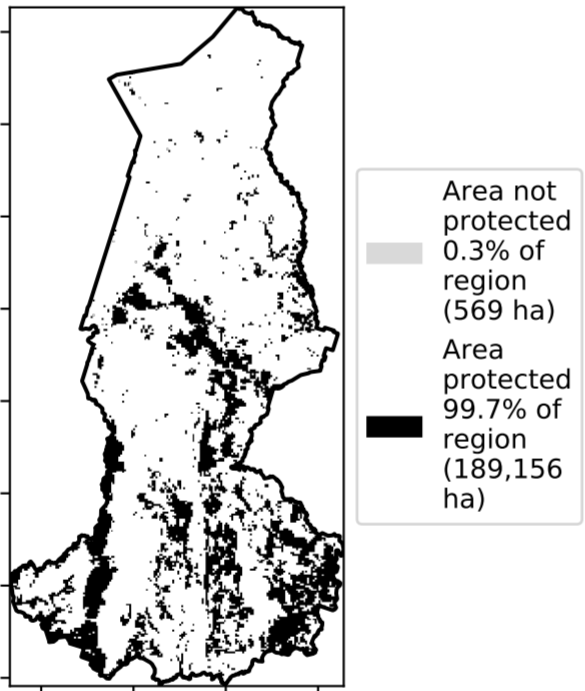 Area not
protected
0.3% of
region
(569 ha)
Area
protected
99.7% of
region
(189,156
ha)